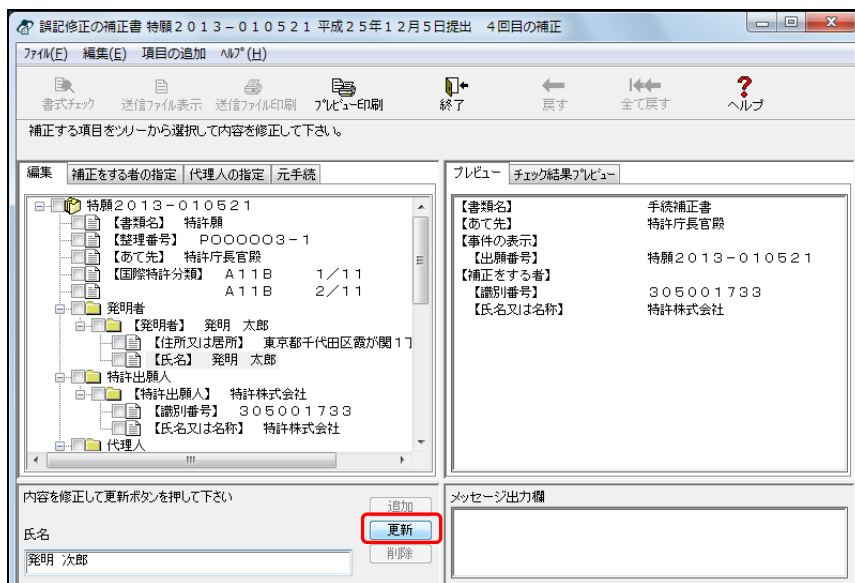 誤記修正の補正書 特願２０１３－０１０５２１ 平成２５年１２月５日提出　４回目の補正
ﾌｧｲﾙ(F)　編集(E)　項目の追加　ﾍﾙﾌﾟ(H)
書式ﾁｪｯｸ　送信ﾌｧｲﾙ表示　送信ﾌｧｲﾙ印刷　ﾌﾟﾚﾋﾞｭｰ印刷　終了　戻す　全て戻す　ヘルプ
補正する項目をツリーから選択して内容を修正して下さい。
編集　補正をする者の指定　代理人の指定　元手続
特願２０１３－０１０５２１
【書類名】　特許願
【整理番号】　Ｐ０００００３－１
【あて先】　特許庁長官殿
【国際特許分類】　Ａ１１Ｂ　　１／１１
Ａ１１Ｂ　　２／１１
発明者
【発明者】　発明　太郎
【住所又は居所】　東京都千代田区霞が関１丁
【氏名】　発明　太郎
特許出願人
【特許出願人】　特許株式会社
【識別番号】　３０５００１７３３
【氏名又は名称】　特許株式会社
代理人
プレビュー　ﾁｪｯｸ結果ﾌﾟﾚﾋﾞｭｰ
【書類名】　手続補正書
【あて先】　特許庁長官殿
【事件の表示】
【出願番号】　特願２０１３－０１０５２１
【補正をする者】
【識別番号】　３０５００１７３３
【氏名又は名称】　特許株式会社
内容を修正して更新ボタンを押して下さい
追加
更新
削除
氏名
発明 次郎
メッセージ出力欄